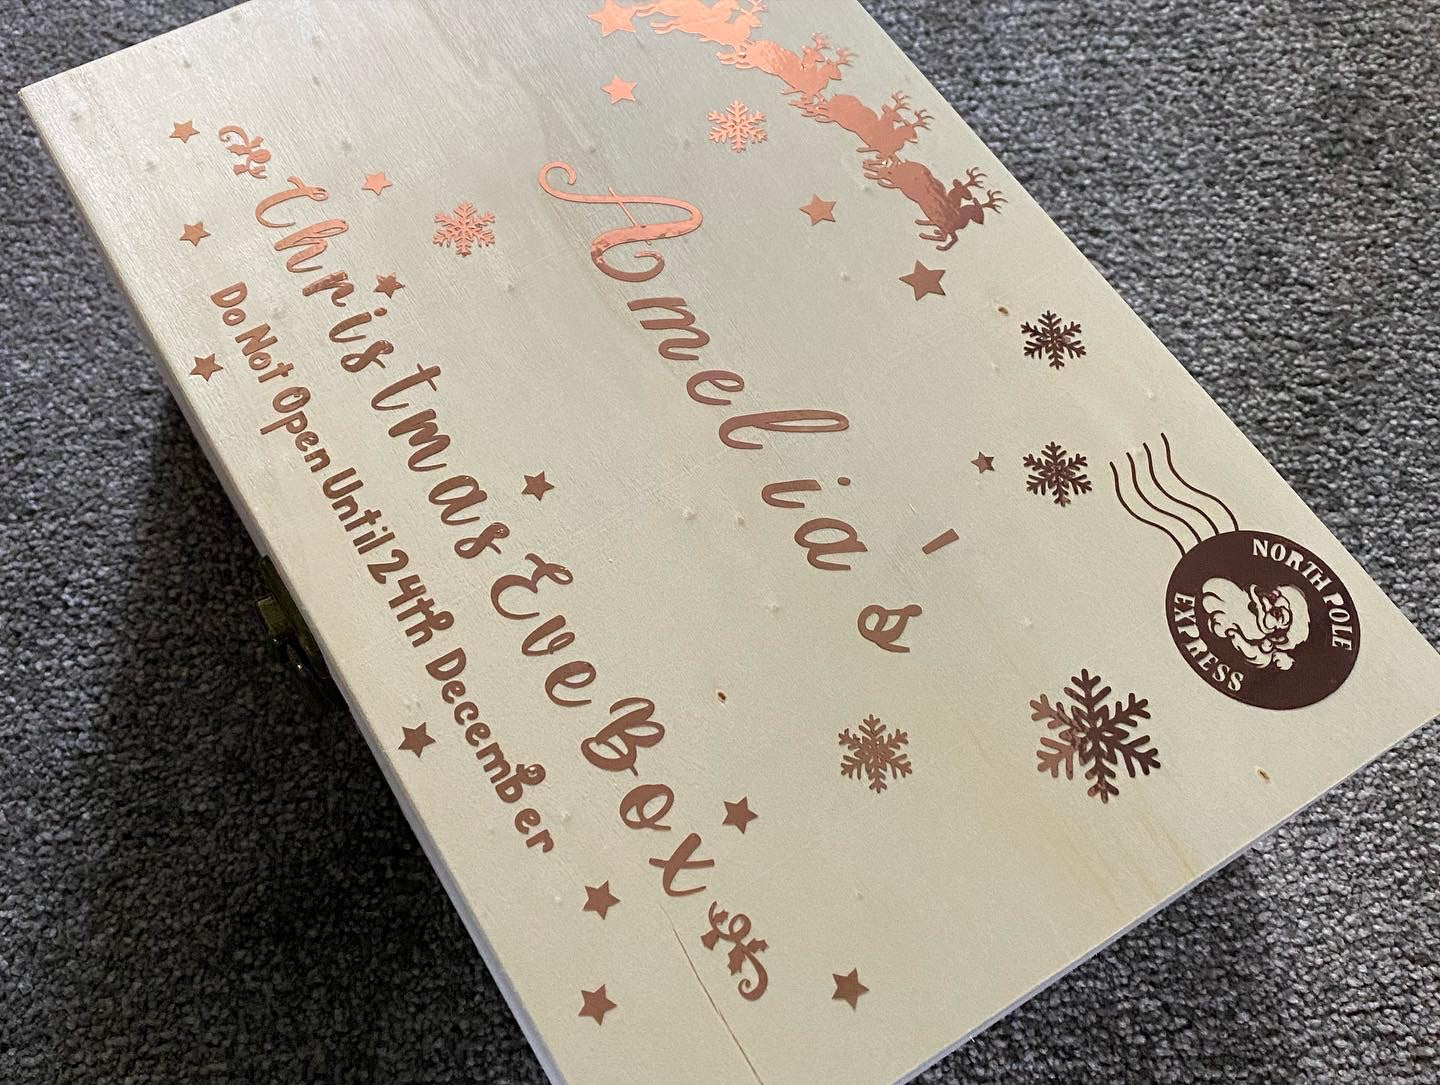 Amelia's
Christmas Eve Box
Do Not Open Until 24th December
NORTH POLE
EXPRESS